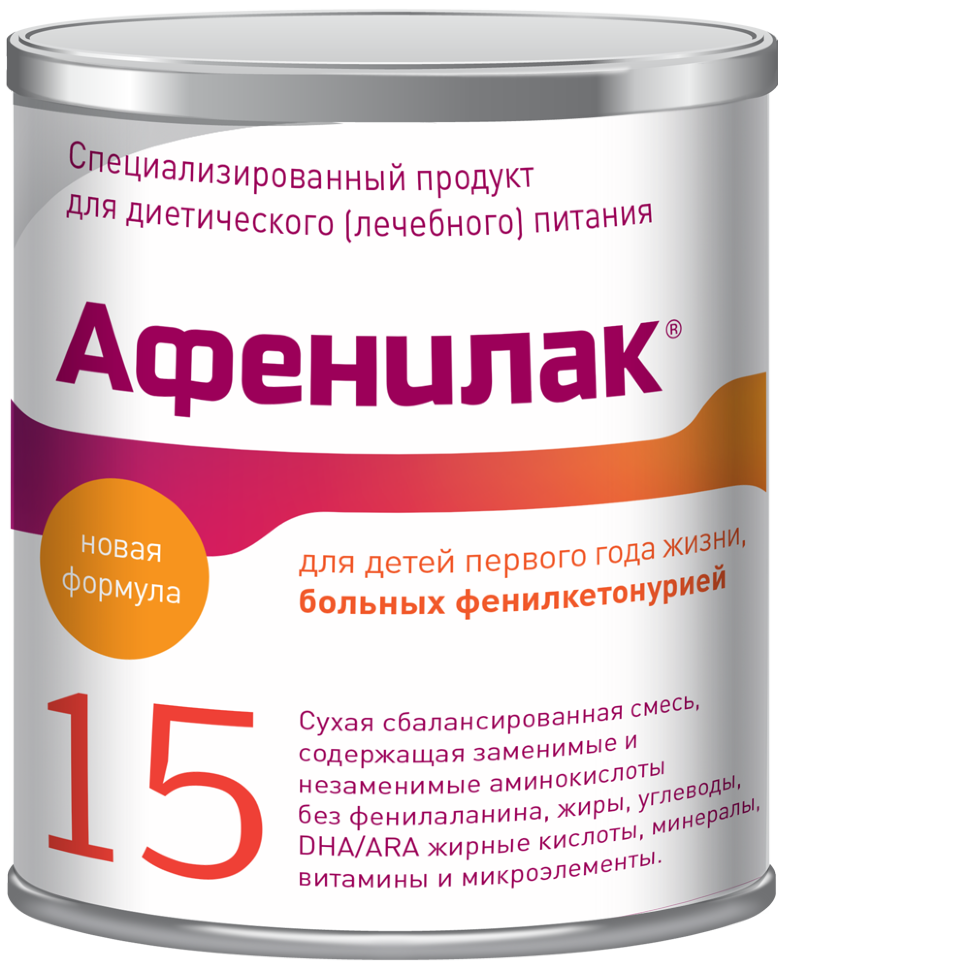 Специализированный продукт
для диетического (лечебного) питания
Афенилак®
новая
формула
для детей первого года жизни,
больных фенилкетонурией
15
Сухая сбалансированная смесь,
содержащая заменимые и
незаменимые аминокислоты
без фенилаланина, жиры, углеводы,
DHA/ARA жирные кислоты, минералы,
витамины и микроэлементы.